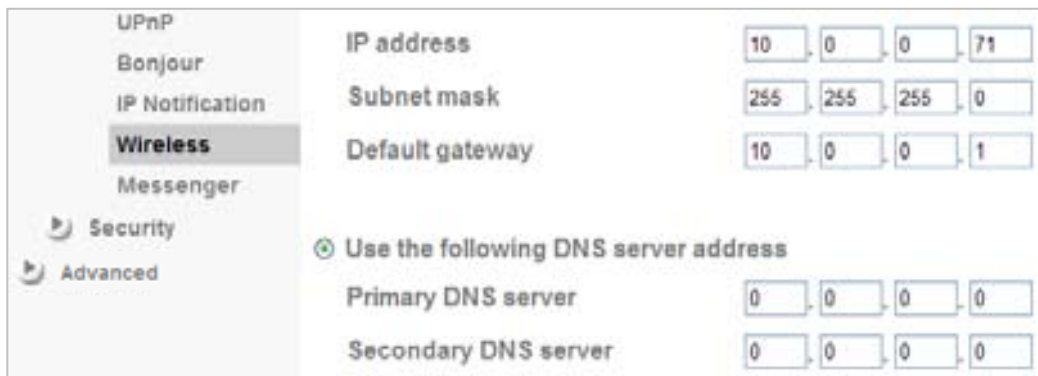 UPnP
Bonjour
IP Notification
Wireless
Messenger
Security
Advanced
IP address 10 . 0 . 0 . 71
Subnet mask 255 . 255 . 255 . 0
Default gateway 10 . 0 . 0 . 1
Use the following DNS server address
Primary DNS server 0 . 0 . 0 . 0
Secondary DNS server 0 . 0 . 0 . 0